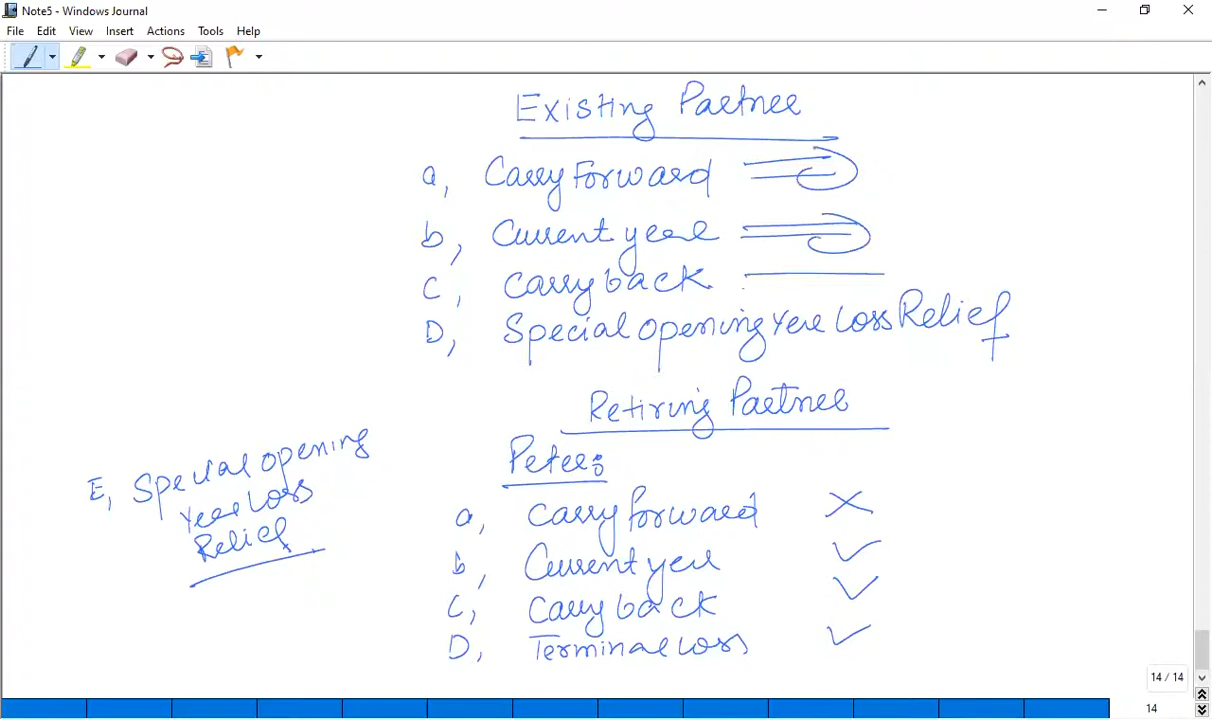 Note5 - Windows Journal
File Edit View Insert Actions Tools Help
Existing Partner
a, Carry Forward
b, Current year
C, Carry back
D, Special opening Year Loss Relief
Retiring Partner
Peter:
a, Carry forward X
b, Current year ✓
C, Carry back ✓
D, Terminal Loss ✓
E, Special opening
Year Loss
Relief
14 / 14
14